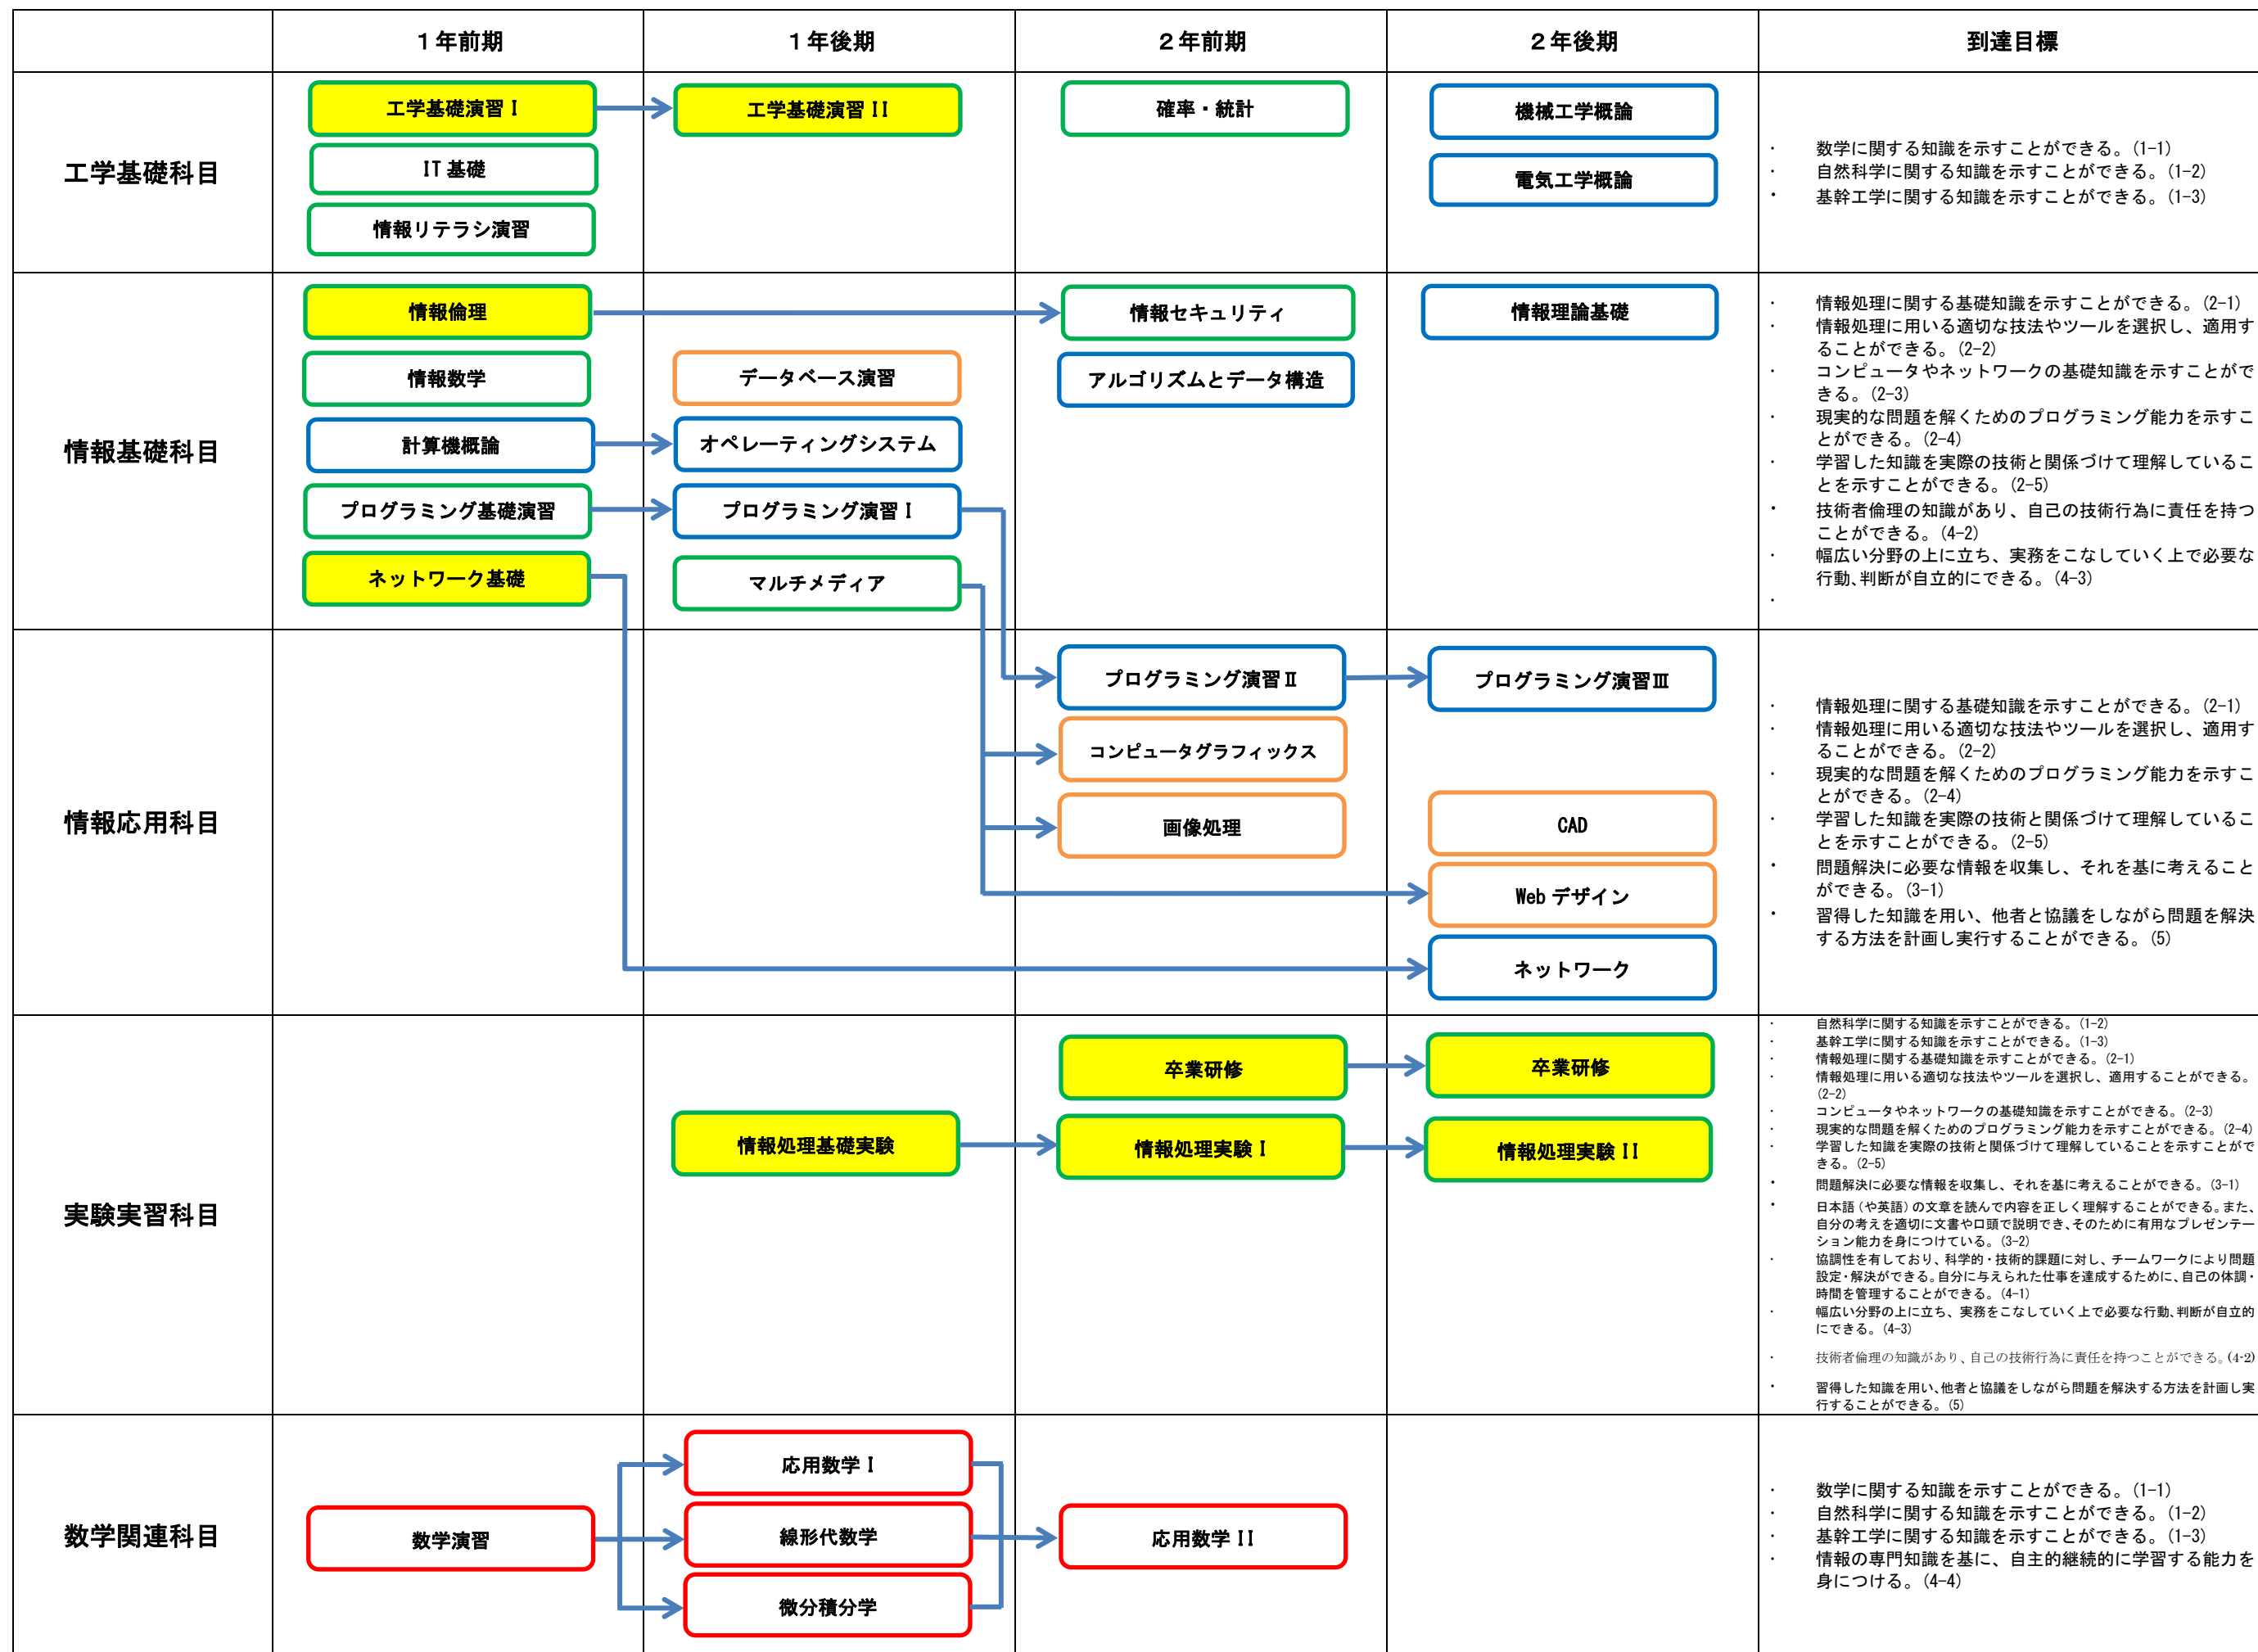 １年前期
１年後期
２年前期
２年後期
到達目標
工学基礎科目
工学基礎演習 I
工学基礎演習 II
確率・統計
機械工学概論
IT 基礎
電気工学概論
情報リテラシ演習
・ 数学に関する知識を示すことができる。(1-1)
・ 自然科学に関する知識を示すことができる。(1-2)
・ 基幹工学に関する知識を示すことができる。(1-3)
情報基礎科目
情報倫理
情報セキュリティ
情報理論基礎
情報数学
データベース演習
アルゴリズムとデータ構造
計算機概論
オペレーティングシステム
プログラミング基礎演習
プログラミング演習 I
ネットワーク基礎
マルチメディア
・ 情報処理に関する基礎知識を示すことができる。(2-1)
・ 情報処理に用いる適切な技法やツールを選択し、適用す
ることができる。(2-2)
・ コンピュータやネットワークの基礎知識を示すことがで
きる。(2-3)
・ 現実的な問題を解くためのプログラミング能力を示すこ
とができる。(2-4)
・ 学習した知識を実際の技術と関係づけて理解しているこ
とを示すことができる。(2-5)
・ 技術者倫理の知識があり、自己の技術行為に責任を持つ
ことができる。(4-2)
・ 幅広い分野の上に立ち、実務をこなしていく上で必要な
行動、判断が自立的にできる。(4-3)
・
情報応用科目
プログラミング演習Ⅱ
プログラミング演習Ⅲ
コンピュータグラフィックス
画像処理
CAD
Web デザイン
ネットワーク
・ 情報処理に関する基礎知識を示すことができる。(2-1)
・ 情報処理に用いる適切な技法やツールを選択し、適用す
ることができる。(2-2)
・ 現実的な問題を解くためのプログラミング能力を示すこ
とができる。(2-4)
・ 学習した知識を実際の技術と関係づけて理解しているこ
とを示すことができる。(2-5)
・ 問題解決に必要な情報を収集し、それを基に考えること
ができる。(3-1)
・ 習得した知識を用い、他者と協議をしながら問題を解決
する方法を計画し実行することができる。(5)
実験実習科目
卒業研修
卒業研修
情報処理基礎実験
情報処理実験 I
情報処理実験 II
・ 自然科学に関する知識を示すことができる。(1-2)
・ 基幹工学に関する知識を示すことができる。(1-3)
・ 情報処理に関する基礎知識を示すことができる。(2-1)
・ 情報処理に用いる適切な技法やツールを選択し、適用することができる。
(2-2)
・ コンピュータやネットワークの基礎知識を示すことができる。(2-3)
・ 現実的な問題を解くためのプログラミング能力を示すことができる。(2-4)
・ 学習した知識を実際の技術と関係づけて理解していることを示すことがで
きる。(2-5)
・ 問題解決に必要な情報を収集し、それを基に考えることができる。(3-1)
・ 日本語（や英語）の文章を読んで内容を正しく理解することができる。また、
自分の考えを適切に文書や口頭で説明でき、そのために有用なプレゼンテー
ション能力を身につけている。(3-2)
・ 協調性を有しており、科学的・技術的課題に対し、チームワークにより問題
設定・解決ができる。自分に与えられた仕事を達成するために、自己の体調・
時間を管理することができる。(4-1)
・ 幅広い分野の上に立ち、実務をこなしていく上で必要な行動、判断が自立的
にできる。(4-3)
・ 技術者倫理の知識があり、自己の技術行為に責任を持つことができる。(4-2)
・ 習得した知識を用い、他者と協議をしながら問題を解決する方法を計画し実
行することができる。(5)
数学関連科目
数学演習
応用数学 I
線形代数学
微分積分学
応用数学 II
・ 数学に関する知識を示すことができる。(1-1)
・ 自然科学に関する知識を示すことができる。(1-2)
・ 基幹工学に関する知識を示すことができる。(1-3)
・ 情報の専門知識を基に、自主的継続的に学習する能力を
身につける。(4-4)